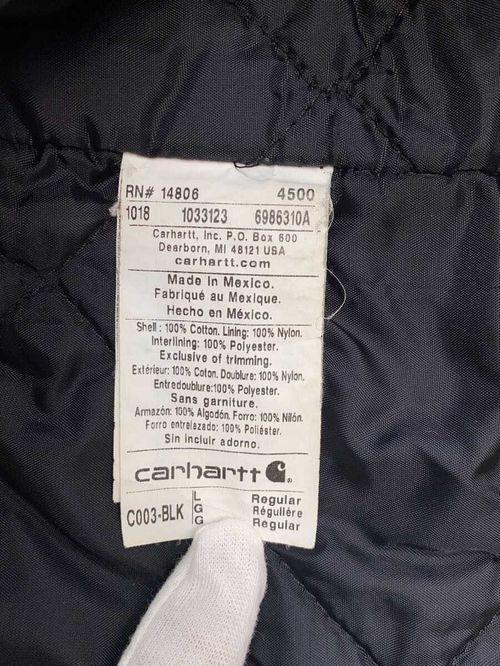 RN# 14806 4500
1018 1033123 6986310A
Carhartt, Inc. P.O. Box 600
Dearborn, MI 48121 USA
carhartt.com
Made in Mexico.
Fabriqué au Mexique.
Hecho en México.
Shell : 100% Cotton. Lining: 100% Nylon.
Interlining: 100% Polyester.
Exclusive of trimming.
Extérieur: 100% Coton. Doublure: 100% Nylon.
Entredoublure:100% Polyester.
Sans garniture.
Armazón: 100% Algodón. Forro: 100% Nilón.
Forro entrelazado: 100% Poliéster.
Sin incluir adorno.
carhartt
C003-BLK
L Regular
G Régulière
G Regular